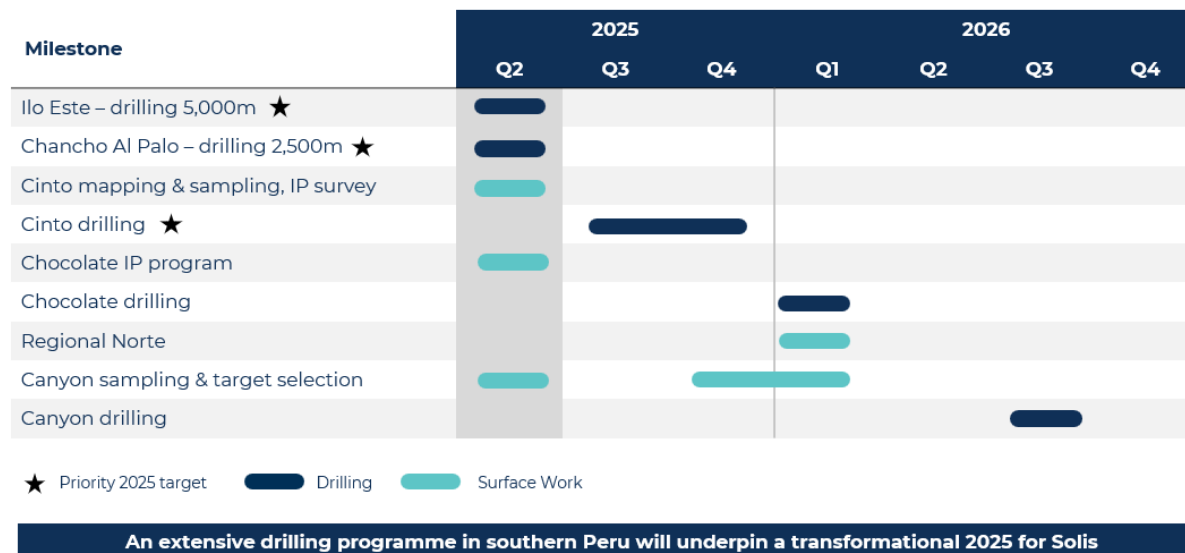 2025 2026
Milestone
Q2 Q3 Q4 Q1 Q2 Q3 Q4
Ilo Este – drilling 5,000m
Chancho Al Palo – drilling 2,500m
Cinto mapping & sampling, IP survey
Cinto drilling
Chocolate IP program
Chocolate drilling
Regional Norte
Canyon sampling & target selection
Canyon drilling
Priority 2025 target Drilling Surface Work
An extensive drilling programme in southern Peru will underpin a transformational 2025 for Solis